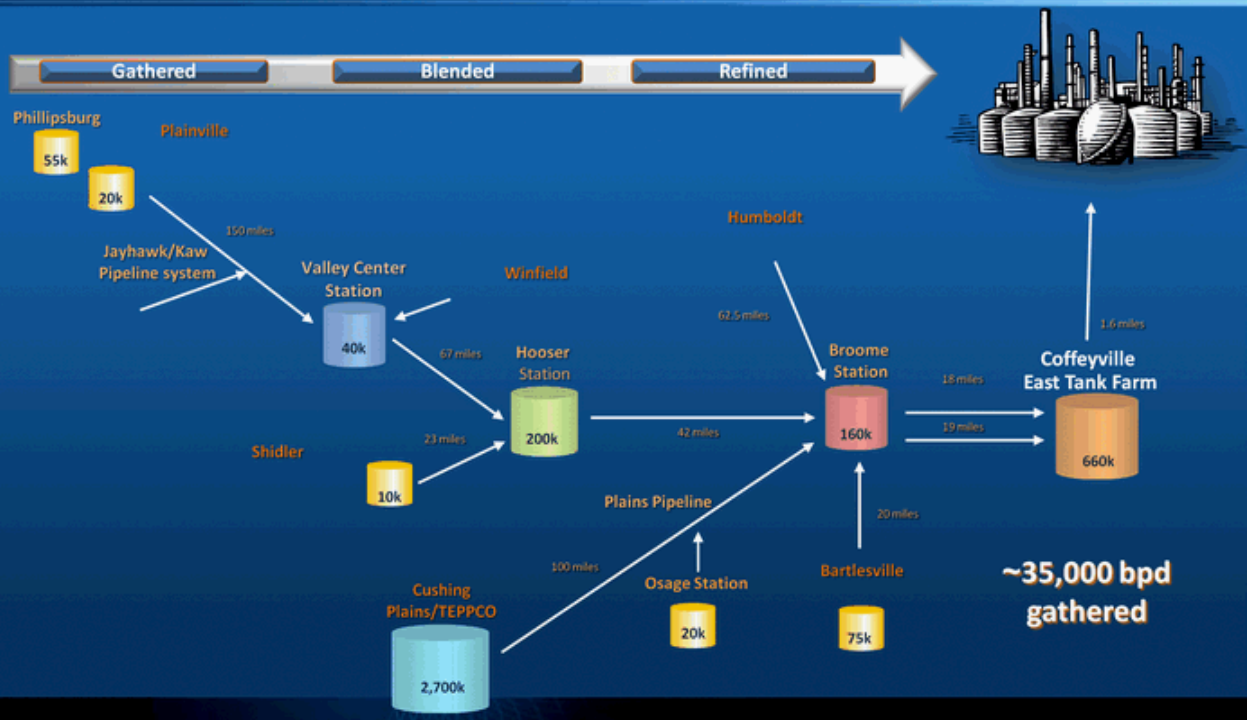 Gathered
Blended
Refined
Phillipsburg
Plainville
55k
20k
150 miles
Jayhawk/Kaw
Pipeline system
Valley Center
Station
40k
Winfield
67 miles
Hooser
Station
200k
Shidler
23 miles
10k
Humboldt
62.5 miles
42 miles
Broome
Station
160k
18 miles
19 miles
1.6 miles
Coffeyville
East Tank Farm
660k
Plains Pipeline
100 miles
Osage Station
20k
20 miles
Bartlesville
75k
Cushing
Plains/TEPPCO
2,700k
~35,000 bpd
gathered